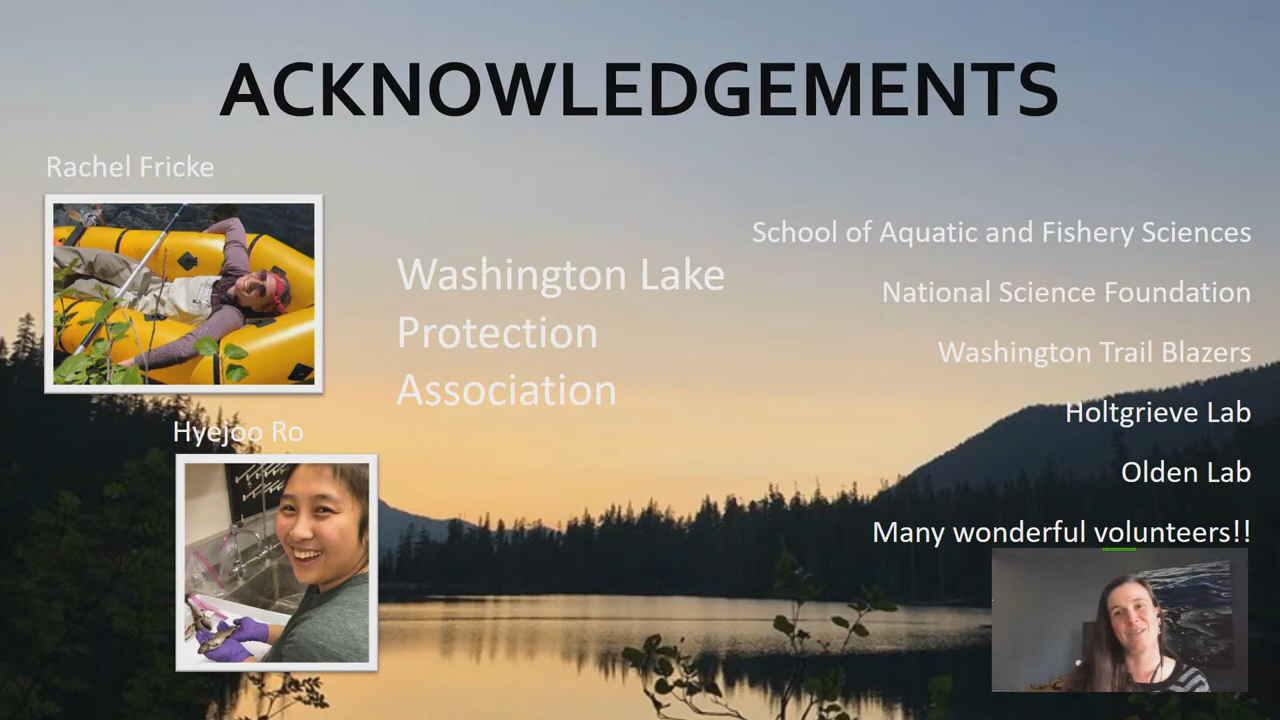 ACKNOWLEDGEMENTS
Rachel Fricke
Hyejoo Ro
Washington Lake
Protection
Association
School of Aquatic and Fishery Sciences
National Science Foundation
Washington Trail Blazers
Holtgrieve Lab
Olden Lab
Many wonderful volunteers!!